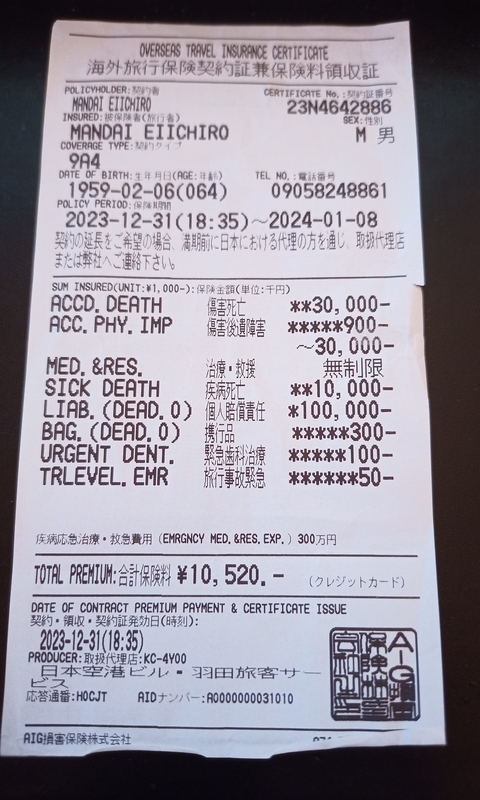 OVERSEAS TRAVEL INSURANCE CERTIFICATE
海外旅行保険契約証兼保険料領収証
POLICYHOLDER:契約者 CERTIFICATE No.:契約証番号
MANDAI EIICHIRO 23N4642886
INSURED:被保険者(旅行者) SEX:性別
MANDAI EIICHIRO M 男
COVERAGE TYPE:契約タイプ
9A4
DATE OF BIRTH:生年月日(AGE:年齢) TEL NO.:電話番号
1959-02-06(064) 09058248861
POLICY PERIOD:保険期間
2023-12-31(18:35)~2024-01-08
契約の延長をご希望の場合、満期前に日本における代理の方を通じ、取扱代理店
または弊社へご連絡下さい。
SUM INSURED(UNIT:¥1,000-):保険金額(単位:千円)
ACCD. DEATH 傷害死亡 **30,000-
ACC. PHY. IMP 傷害後遺障害 *****900-
~30,000-
MED. &RES. 治療・救援 無制限
SICK DEATH 疾病死亡 **10,000-
LIAB. (DEAD. 0) 個人賠償責任 *100,000-
BAG. (DEAD. 0) 携行品 *****300-
URGENT DENT. 緊急歯科治療 *****100-
TRLEVEL. EMR 旅行事故緊急 ******50-
疾病応急治療・救急費用 (EMRGNCY MED.&RES.EXP.) 300万円
TOTAL PREMIUM:合計保険料 ¥10,520.- (クレジットカード)
DATE OF CONTRACT PREMIUM PAYMENT & CERTIFICATE ISSUE
契約・領収・契約証発効日(時刻):
2023-12-31(18:35)
PRODUCER:取扱代理店:KC-4Y00
日本空港ビル・羽田旅客サー
ビス
応答通番:H0CJT AIDナンバー:A0000000031010
AIG損害保険株式会社